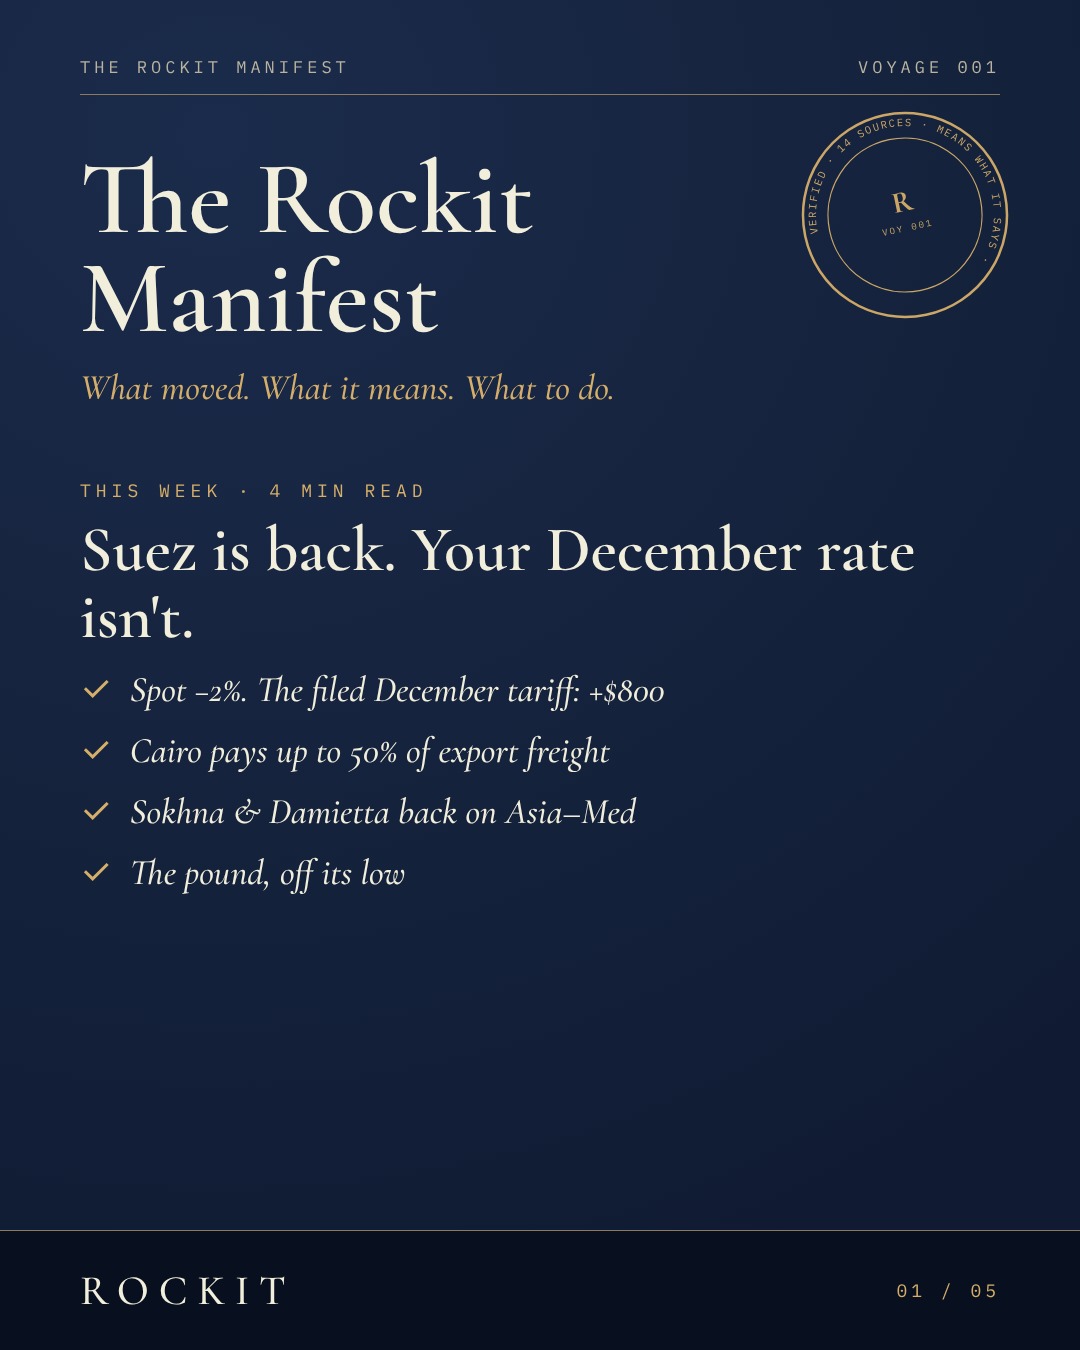 THE ROCKIT MANIFEST
VOYAGE 001
VERIFIED · 14 SOURCES · MEANS WHAT IT SAYS ·
R
VOY 001
The Rockit
Manifest
What moved. What it means. What to do.
THIS WEEK · 4 MIN READ
Suez is back. Your December rate
isn't.
Spot −2%. The filed December tariff: +$800
Cairo pays up to 50% of export freight
Sokhna & Damietta back on Asia–Med
The pound, off its low
ROCKIT
01 / 05